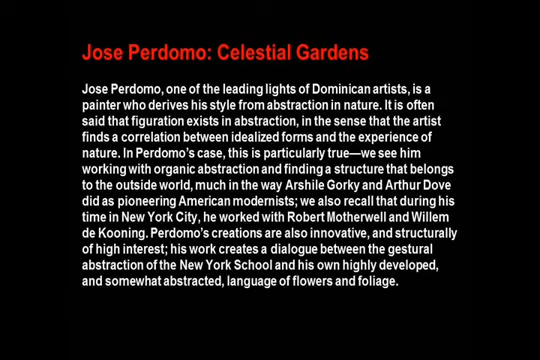 Jose Perdomo: Celestial Gardens
Jose Perdomo, one of the leading lights of Dominican artists, is a
painter who derives his style from abstraction in nature. It is often
said that figuration exists in abstraction, in the sense that the artist
finds a correlation between idealized forms and the experience of
nature. In Perdomo's case, this is particularly true—we see him
working with organic abstraction and finding a structure that belongs
to the outside world, much in the way Arshile Gorky and Arthur Dove
did as pioneering American modernists; we also recall that during his
time in New York City, he worked with Robert Motherwell and Willem
de Kooning. Perdomo's creations are also innovative, and structurally
of high interest; his work creates a dialogue between the gestural
abstraction of the New York School and his own highly developed,
and somewhat abstracted, language of flowers and foliage.